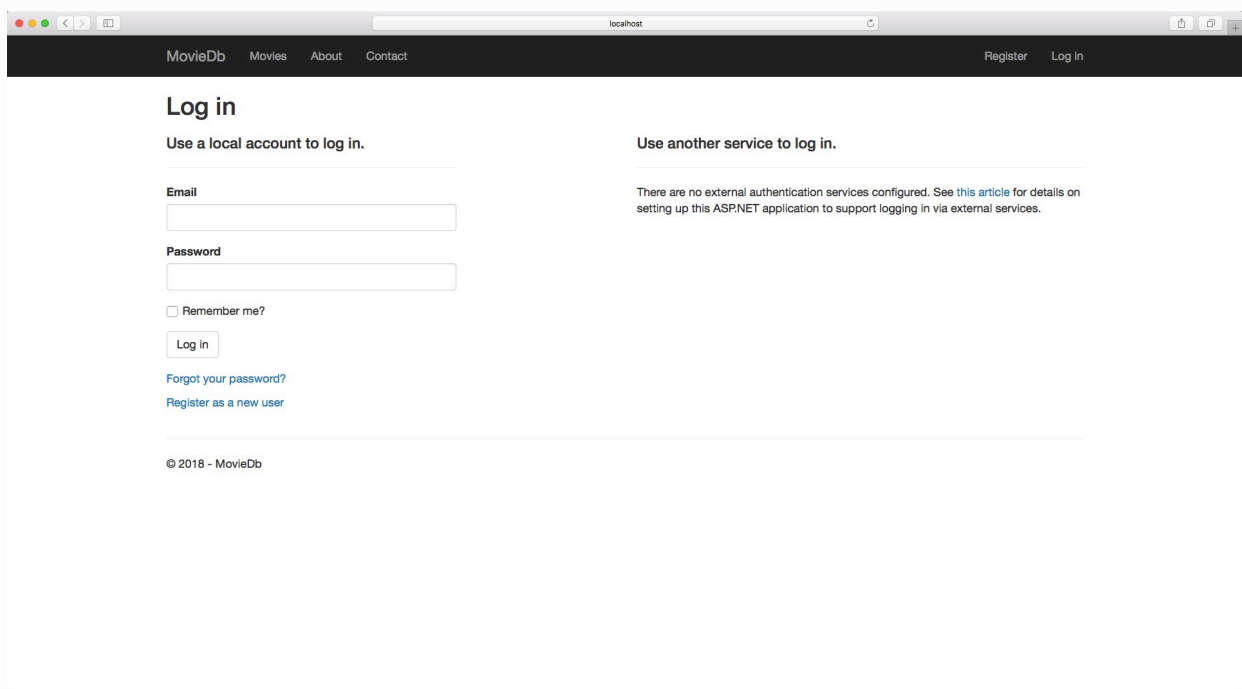 localhost
MovieDb Movies About Contact Register Log in
Log in
Use a local account to log in.
Email
Password
Remember me?
Log in
Forgot your password?
Register as a new user
Use another service to log in.
There are no external authentication services configured. See this article for details on
setting up this ASP.NET application to support logging in via external services.
© 2018 - MovieDb